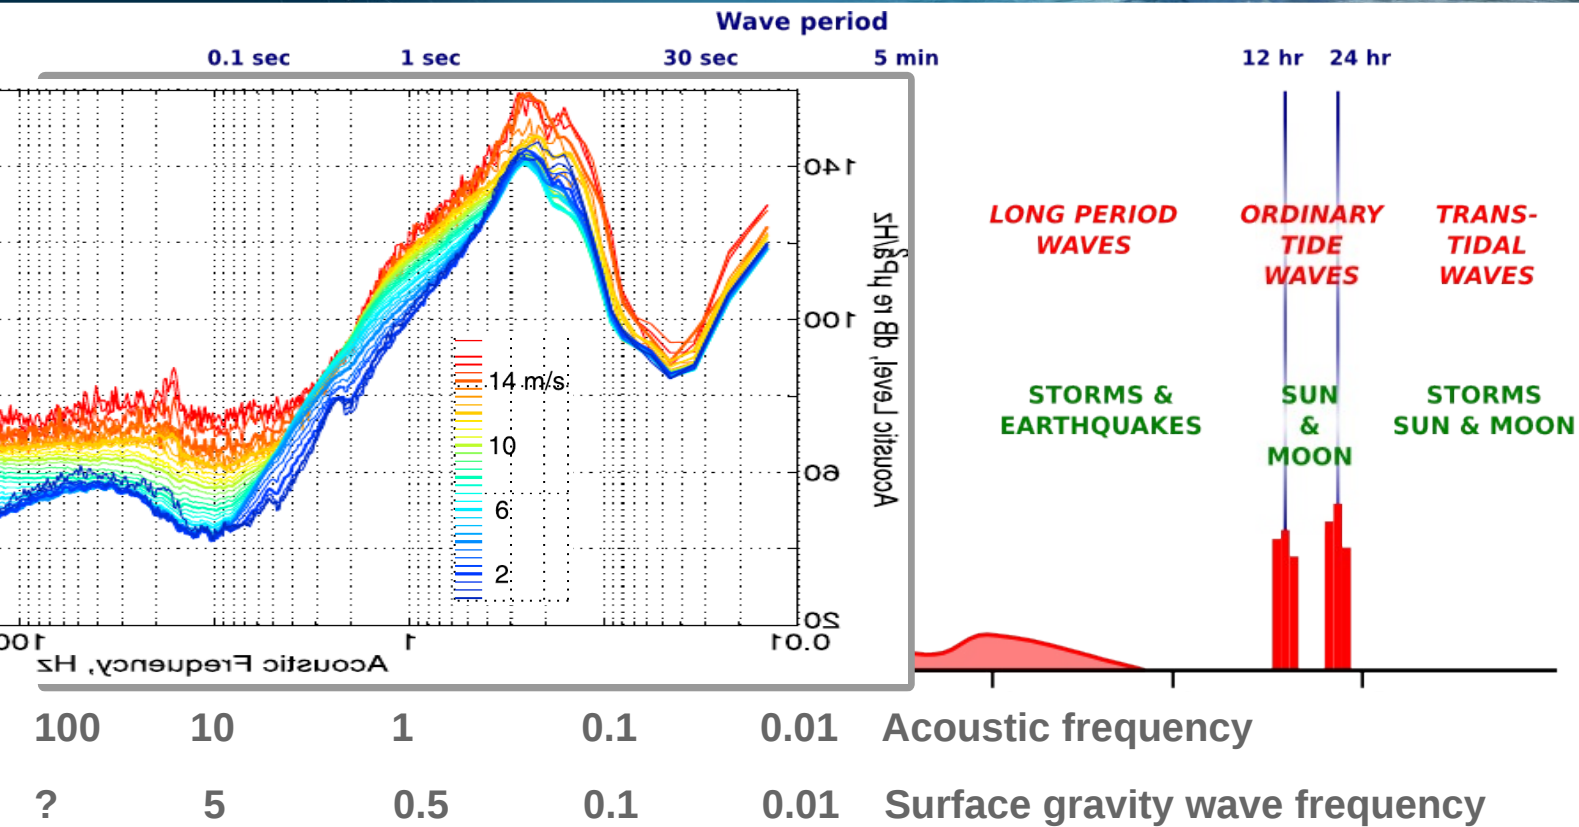 Wave period
0.1 sec 1 sec 30 sec 5 min 12 hr 24 hr
140
100
60
20
Acoustic Level, dB re μPa²/Hz
14 m/s
10
6
2
100 1 0.01
Acoustic Frequency, Hz
LONG PERIOD
WAVES
ORDINARY
TIDE
WAVES
TRANS-
TIDAL
WAVES
STORMS &
EARTHQUAKES
SUN
&
MOON
STORMS
SUN & MOON
100 10 1 0.1 0.01 Acoustic frequency
? 5 0.5 0.1 0.01 Surface gravity wave frequency